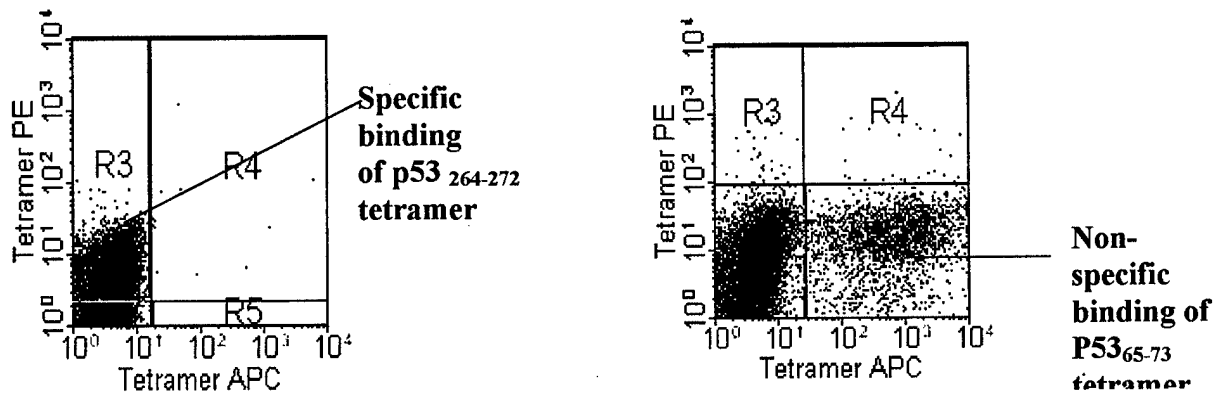 10⁴
10³
10²
10¹
10⁰
Tetramer PE
R3
R4
R5
10⁰ 10¹ 10² 10³ 10⁴
Tetramer APC
Specific
binding
of p53 264-272
tetramer
10⁴
10³
10²
10¹
10⁰
Tetramer PE
R3
R4
10⁰ 10¹ 10² 10³ 10⁴
Tetramer APC
Non-
specific
binding of
P53₆₅₋₇₃
tetramer